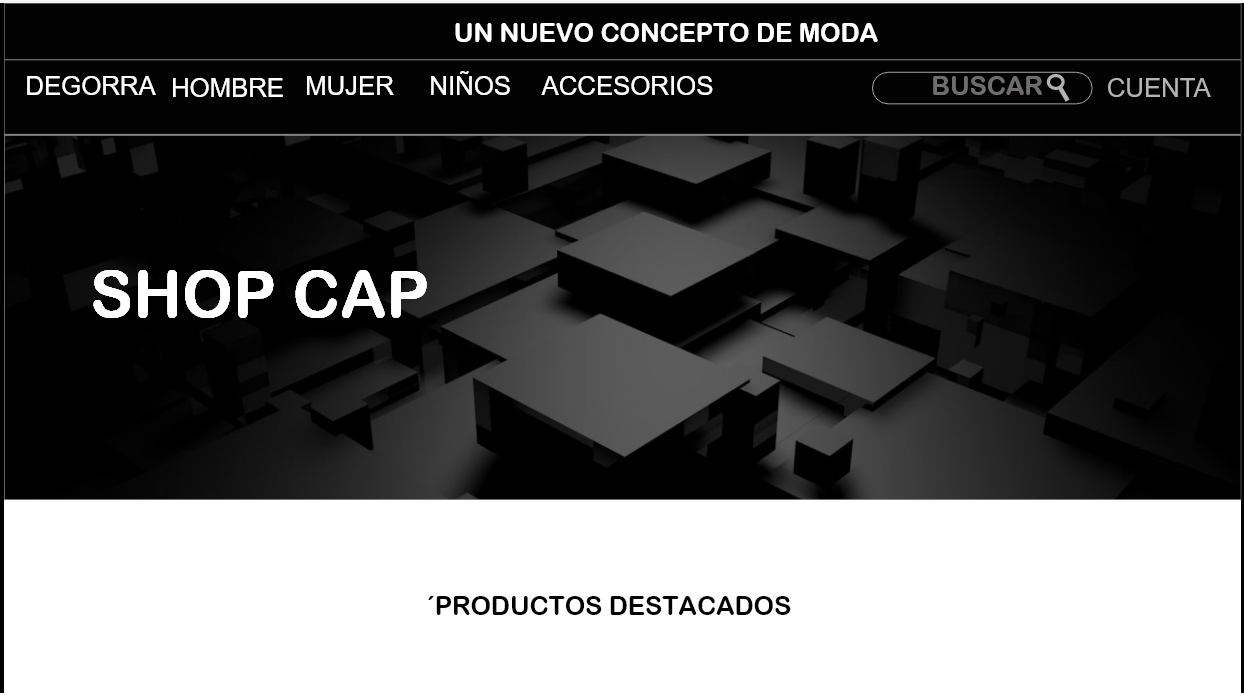 UN NUEVO CONCEPTO DE MODA
DEGORRA HOMBRE MUJER NIÑOS ACCESORIOS BUSCAR CUENTA
SHOP CAP
´PRODUCTOS DESTACADOS